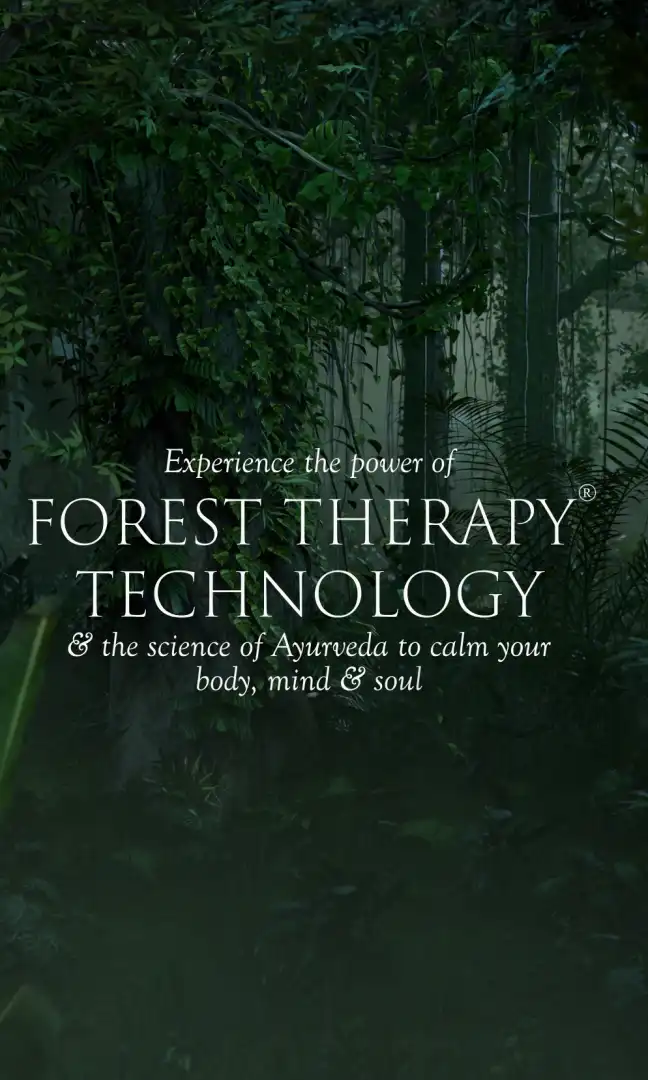 Experience the power of
FOREST THERAPY®
TECHNOLOGY
& the science of Ayurveda to calm your
body, mind & soul